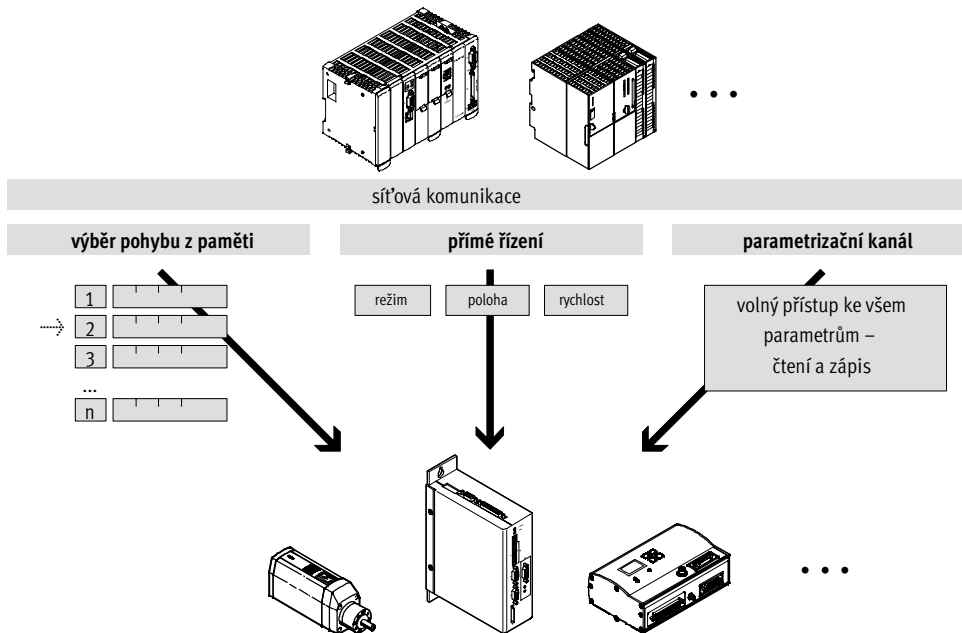 • • •
síťová komunikace
výběr pohybu z paměti
přímé řízení
parametrizační kanál
1
2
3
...
n
režim
poloha
rychlost
volný přístup ke všem
parametrům –
čtení a zápis
• • •